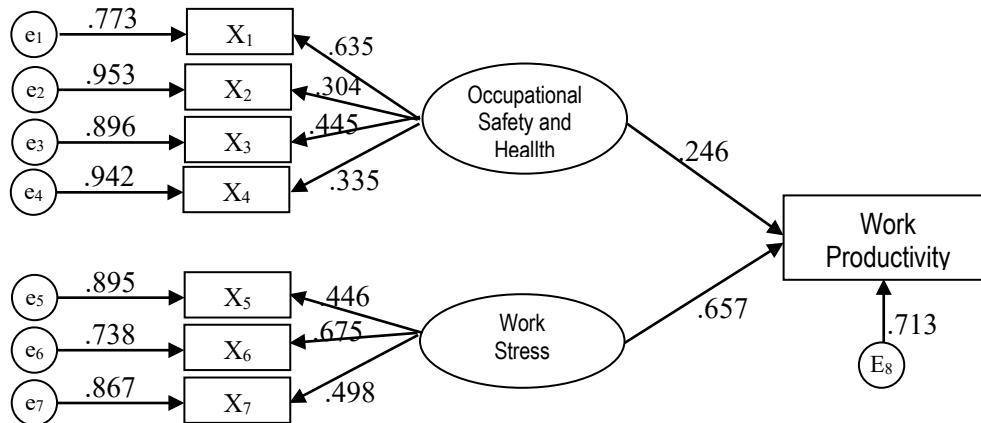 e1 .773 X1 .635
e2 .953 X2 .304
e3 .896 X3 .445
e4 .942 X4 .335
Occupational
Safety and
Heallth
.246
Work
Productivity
.713
E8
e5 .895 X5 .446
e6 .738 X6 .675
e7 .867 X7 .498
Work
Stress
.657